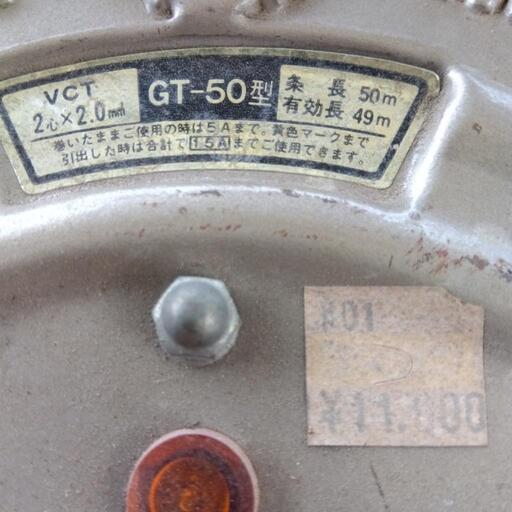 VCT
2心×2.0mm²
GT-50型
条長 50m
有効長 49m
巻いたままご使用の時は5Aまで。黄色マークまで
引出した時は合計で15Aまでご使用できます。